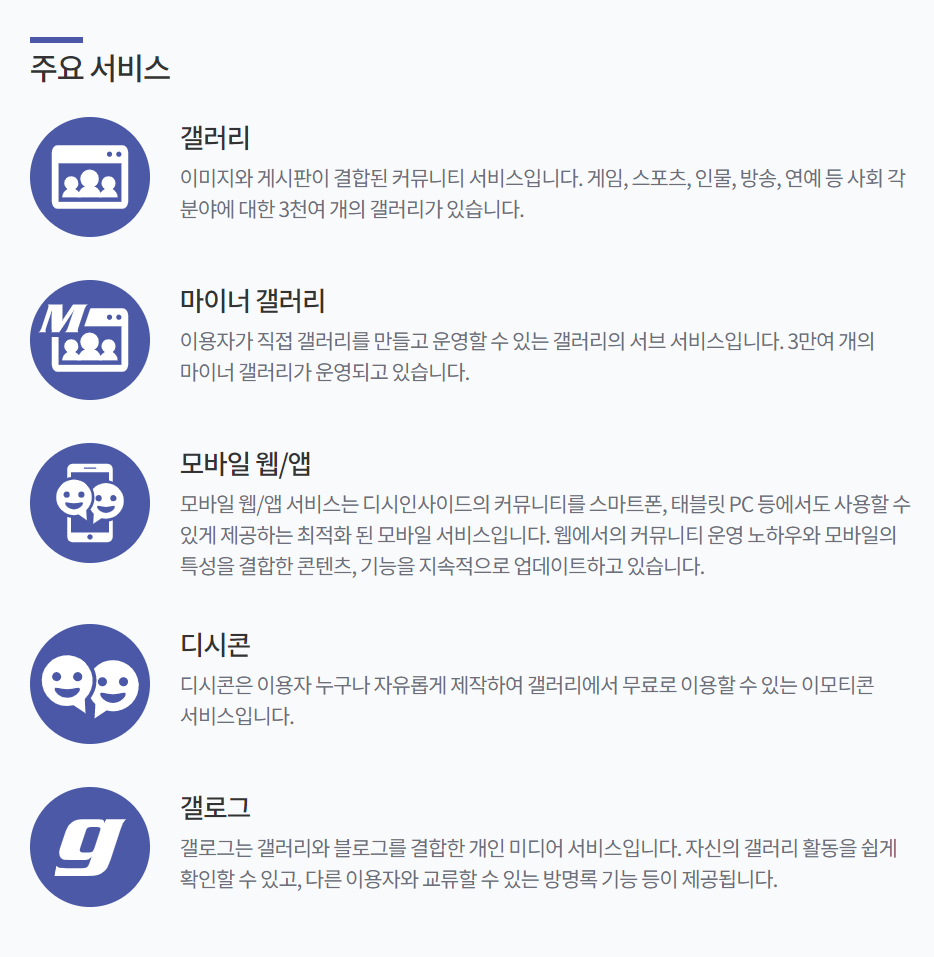 주요 서비스
갤러리
이미지와 게시판이 결합된 커뮤니티 서비스입니다. 게임, 스포츠, 인물, 방송, 연예 등 사회 각
분야에 대한 3천여 개의 갤러리가 있습니다.
M
마이너 갤러리
이용자가 직접 갤러리를 만들고 운영할 수 있는 갤러리의 서브 서비스입니다. 3만여 개의
마이너 갤러리가 운영되고 있습니다.
모바일 웹/앱
모바일 웹/앱 서비스는 디시인사이드의 커뮤니티를 스마트폰, 태블릿 PC 등에서도 사용할 수
있게 제공하는 최적화 된 모바일 서비스입니다. 웹에서의 커뮤니티 운영 노하우와 모바일의
특성을 결합한 콘텐츠, 기능을 지속적으로 업데이트하고 있습니다.
디시콘
디시콘은 이용자 누구나 자유롭게 제작하여 갤러리에서 무료로 이용할 수 있는 이모티콘
서비스입니다.
g
갤로그
갤로그는 갤러리와 블로그를 결합한 개인 미디어 서비스입니다. 자신의 갤러리 활동을 쉽게
확인할 수 있고, 다른 이용자와 교류할 수 있는 방명록 기능 등이 제공됩니다.